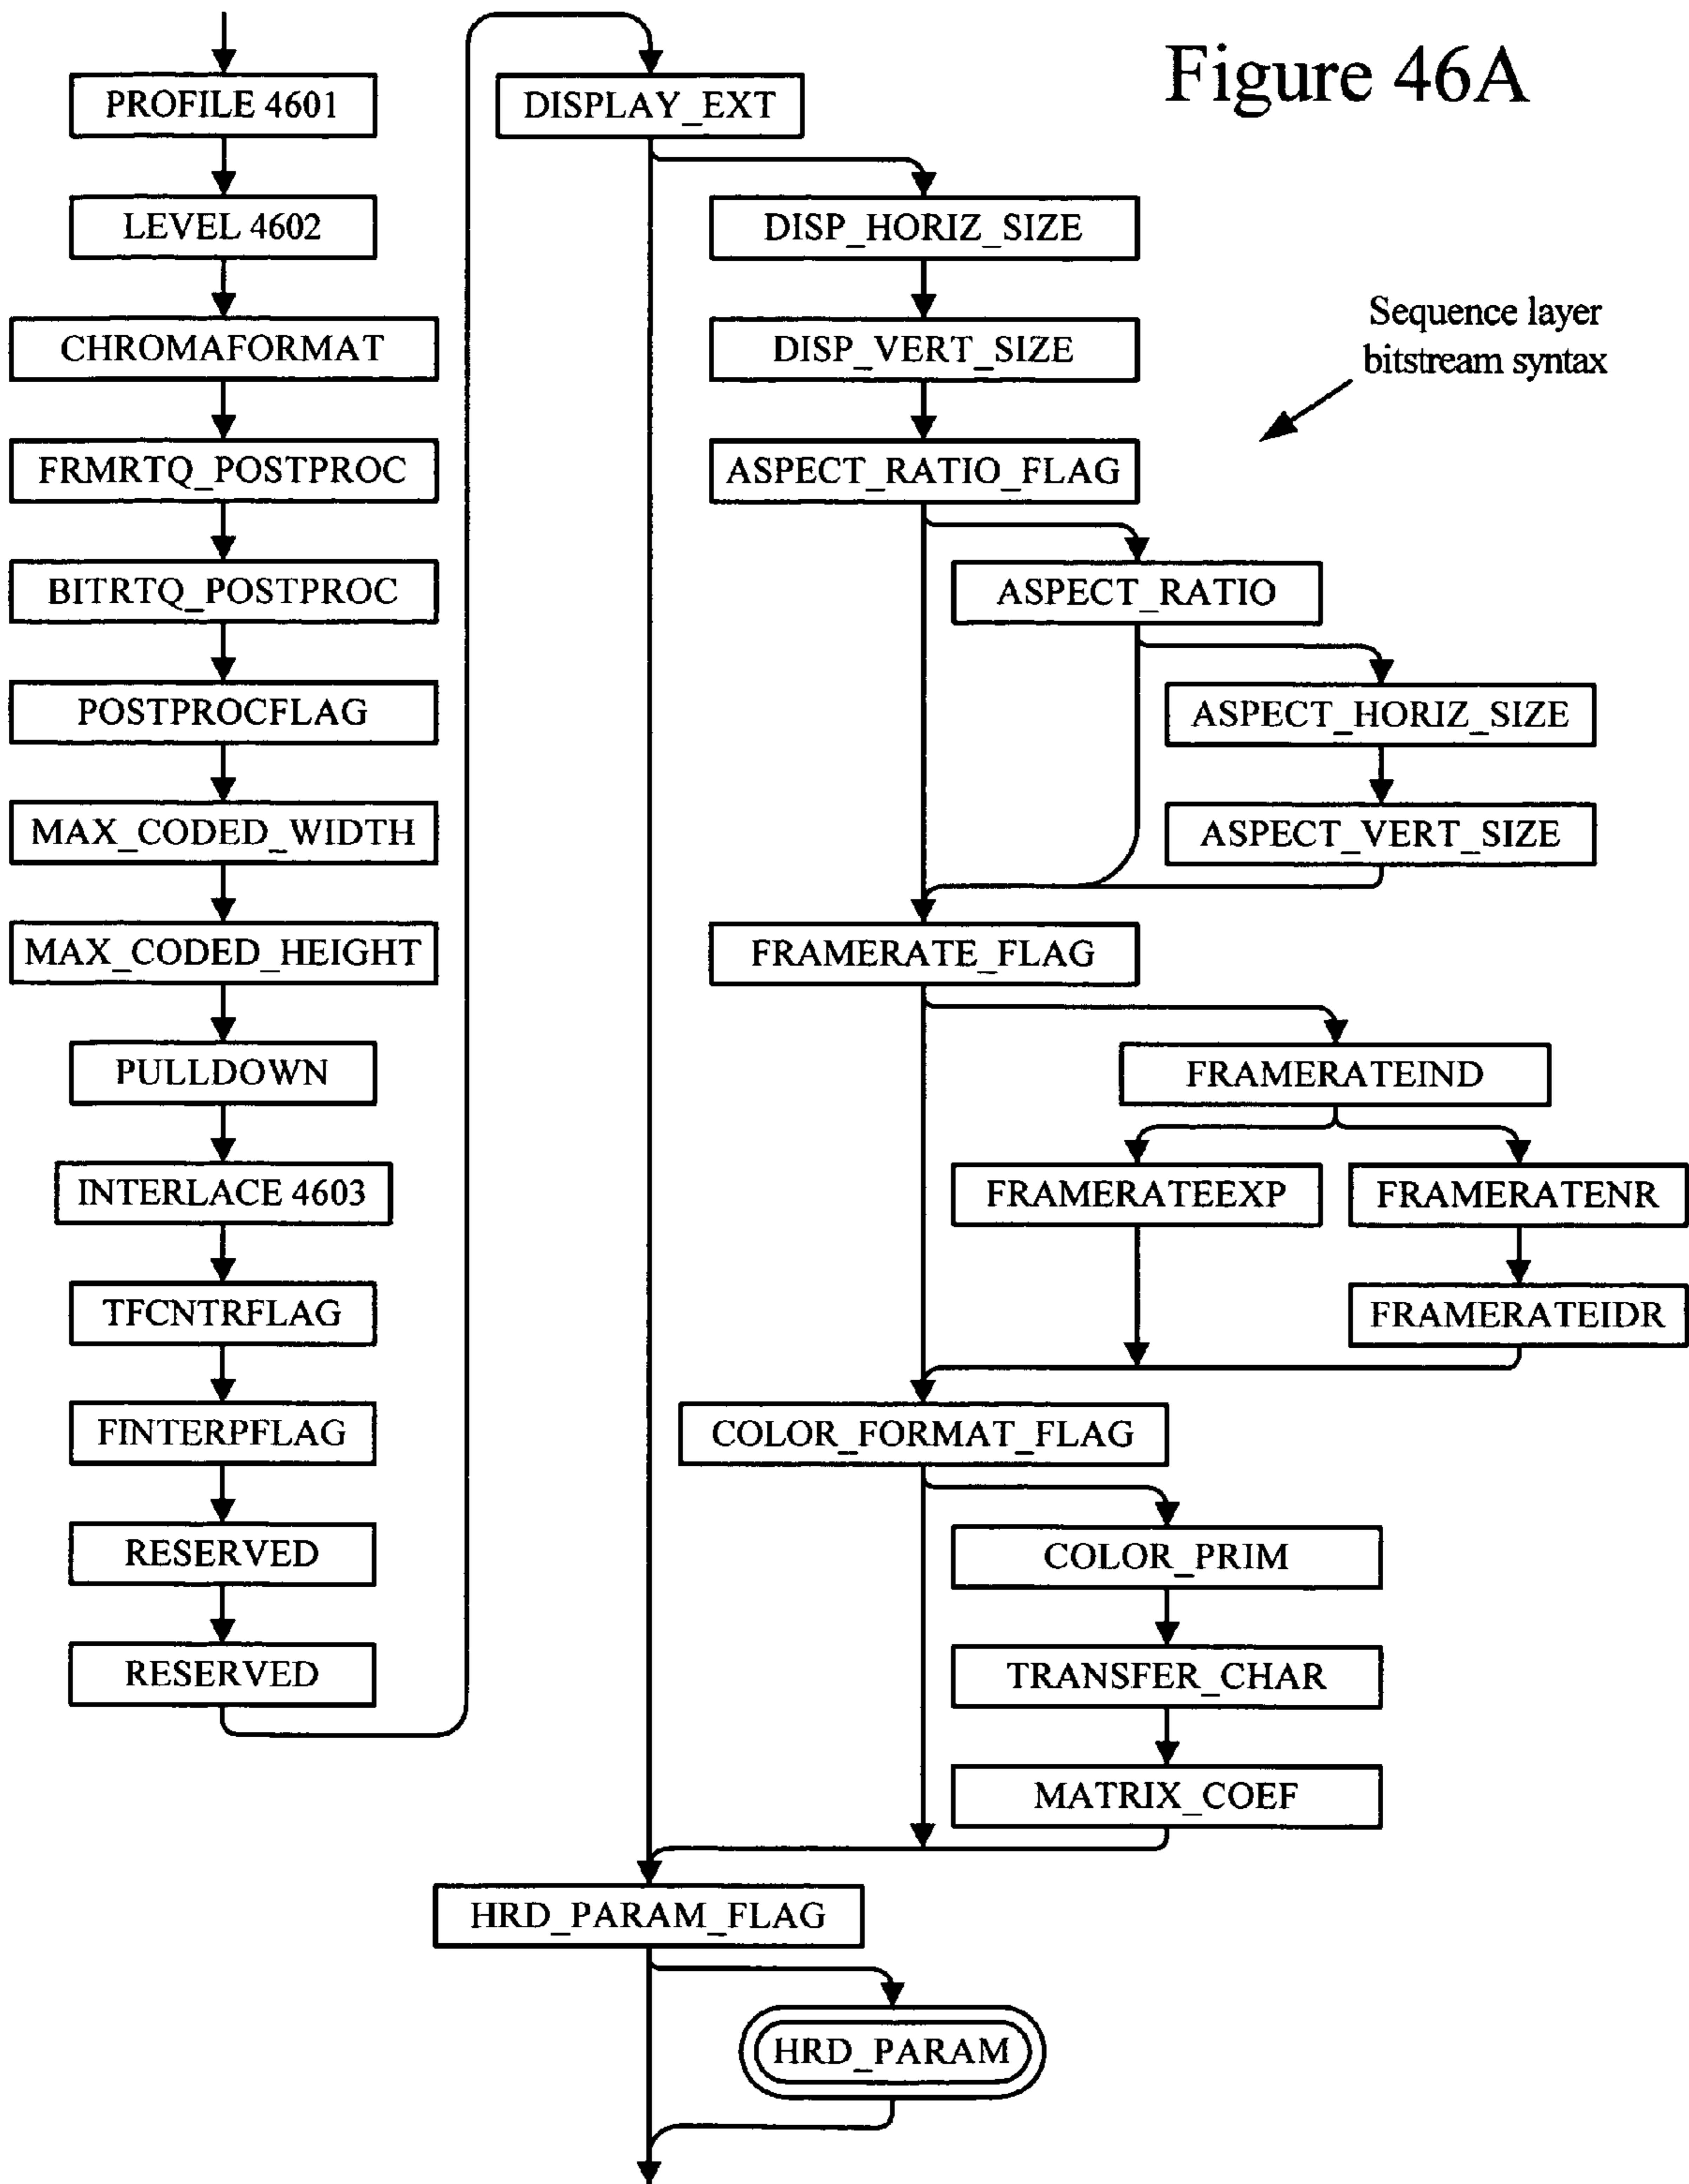 Figure 46A
PROFILE 4601
LEVEL 4602
CHROMAFORMAT
FRMRTQ_POSTPROC
BITRTQ_POSTPROC
POSTPROCFLAG
MAX_CODED_WIDTH
MAX_CODED_HEIGHT
PULLDOWN
INTERLACE 4603
TFCNTRFLAG
FINTERPFLAG
RESERVED
RESERVED
DISPLAY_EXT
DISP_HORIZ_SIZE
DISP_VERT_SIZE
ASPECT_RATIO_FLAG
Sequence layer
bitstream syntax
ASPECT_RATIO
ASPECT_HORIZ_SIZE
ASPECT_VERT_SIZE
FRAMERATE_FLAG
FRAMERATEIND
FRAMERATEEXP
FRAMERATENR
FRAMERATEIDR
COLOR_FORMAT_FLAG
COLOR_PRIM
TRANSFER_CHAR
MATRIX_COEF
HRD_PARAM_FLAG
HRD_PARAM